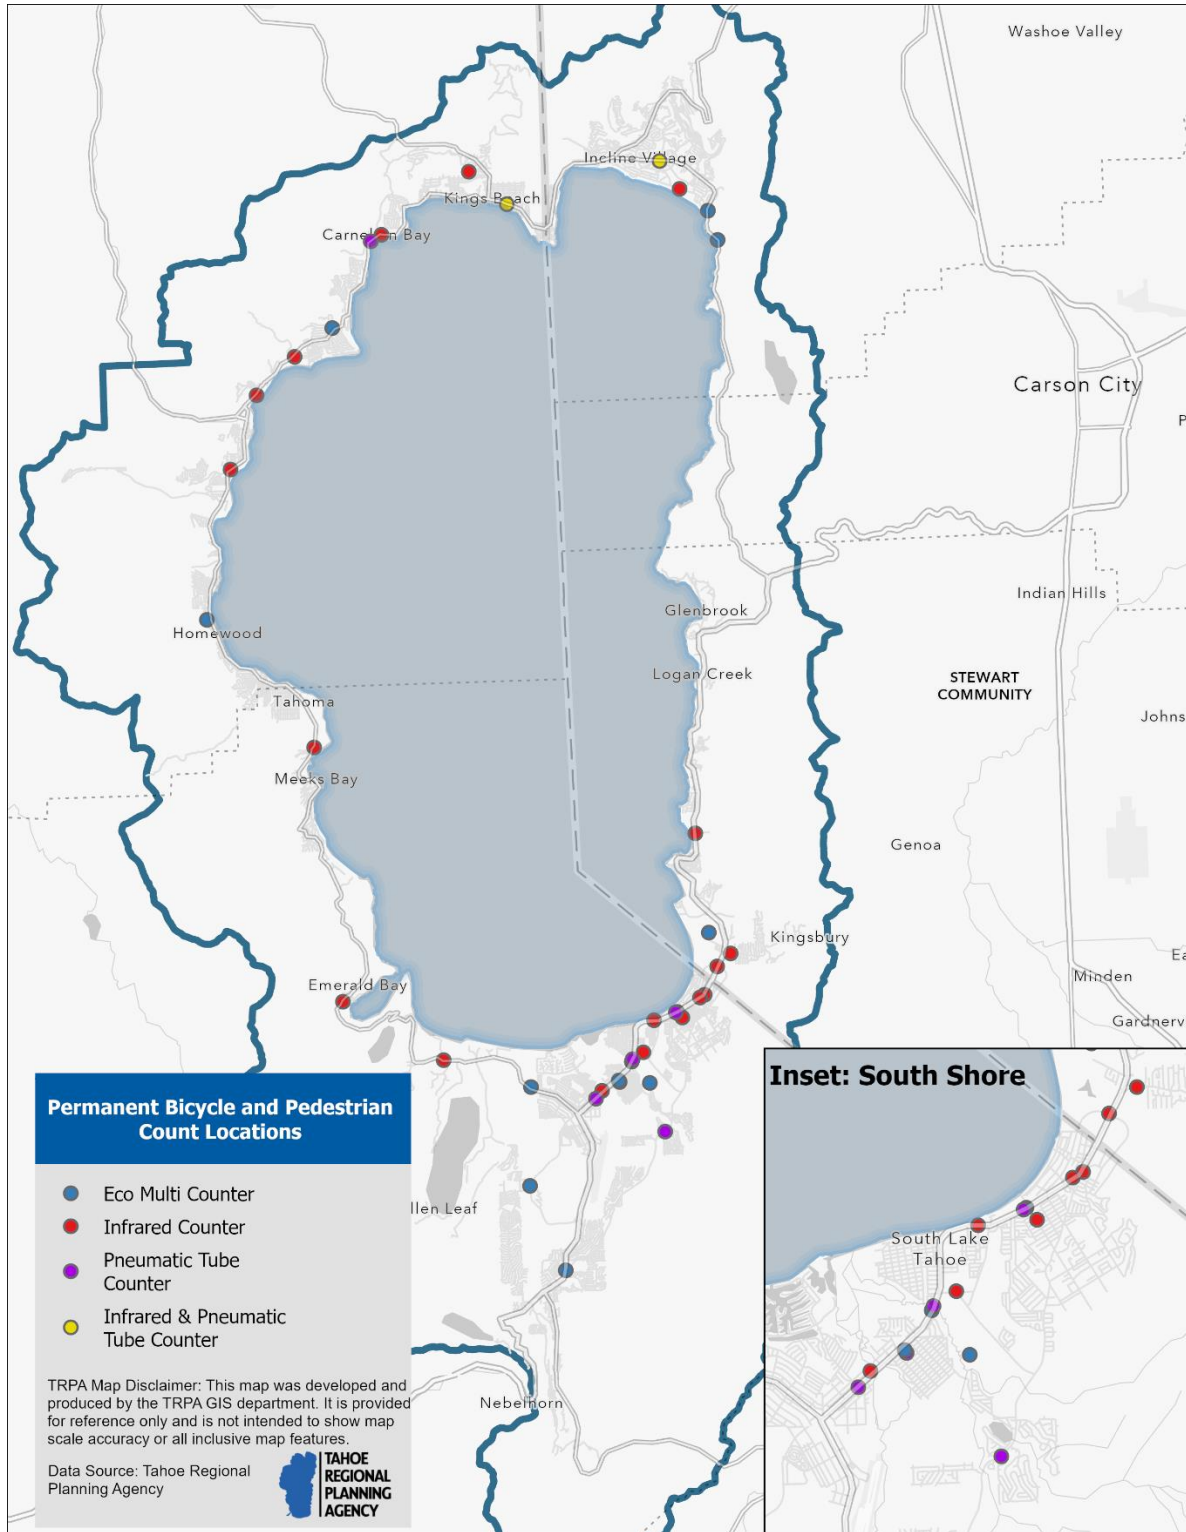 Washoe Valley
Incline Village
Kings Beach
Carnelian Bay
Carson City
P
Indian Hills
Glenbrook
Homewood
Logan Creek
STEWART
COMMUNITY
Tahoma
Johns
Meeks Bay
Genoa
Kingsbury
Ea
Minden
Emerald Bay
Gardnerv
Inset: South Shore
Permanent Bicycle and Pedestrian
Count Locations
Eco Multi Counter
llen Leaf
Infrared Counter
South Lake
Tahoe
Pneumatic Tube
Counter
Infrared & Pneumatic
Tube Counter
TRPA Map Disclaimer: This map was developed and
produced by the TRPA GIS department. It is provided
for reference only and is not intended to show map
scale accuracy or all inclusive map features.
Nebelhorn
Data Source: Tahoe Regional
Planning Agency
TAHOE
REGIONAL
PLANNING
AGENCY